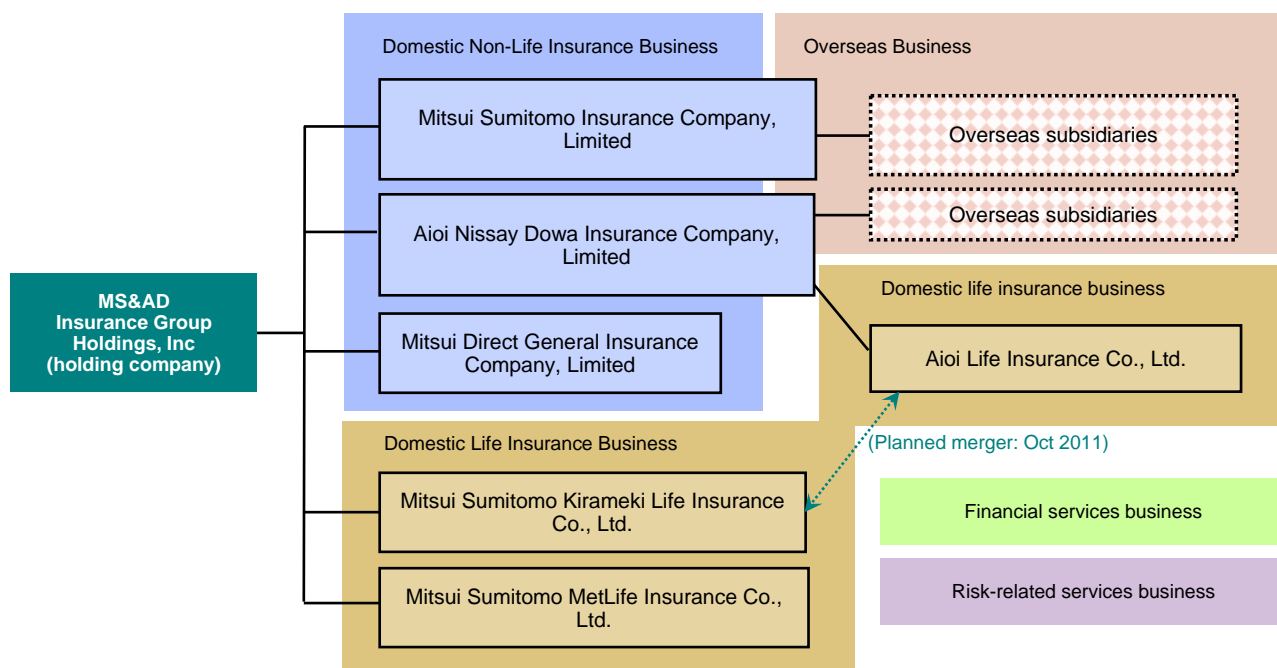 Domestic Non-Life Insurance Business
Overseas Business
Mitsui Sumitomo Insurance Company,
Limited
Overseas subsidiaries
Aioi Nissay Dowa Insurance Company,
Limited
Overseas subsidiaries
MS&AD
Insurance Group
Holdings, Inc
(holding company)
Domestic life insurance business
Mitsui Direct General Insurance
Company, Limited
Aioi Life Insurance Co., Ltd.
Domestic Life Insurance Business
(Planned merger: Oct 2011)
Mitsui Sumitomo Kirameki Life Insurance
Co., Ltd.
Financial services business
Mitsui Sumitomo MetLife Insurance Co.,
Ltd.
Risk-related services business